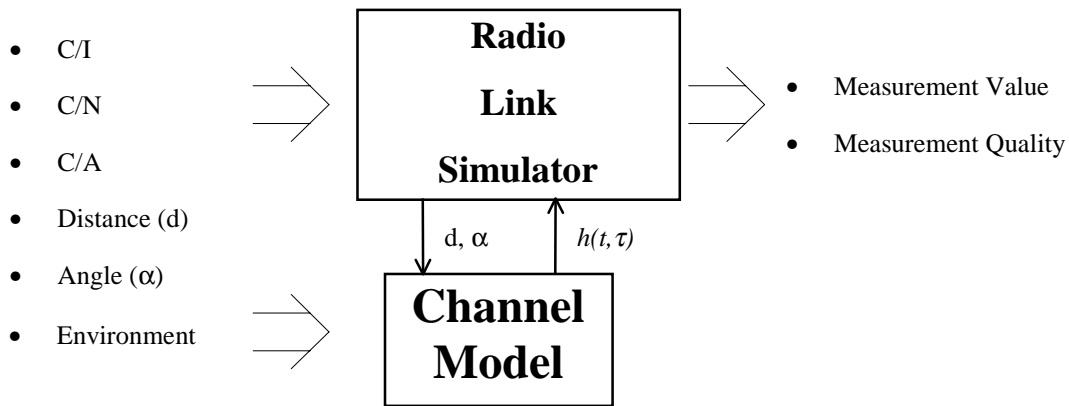 • C/I
• C/N
• C/A
• Distance (d)
• Angle (α)
• Environment
Radio
Link
Simulator
d, α
h(t,τ)
Channel
Model
• Measurement Value
• Measurement Quality